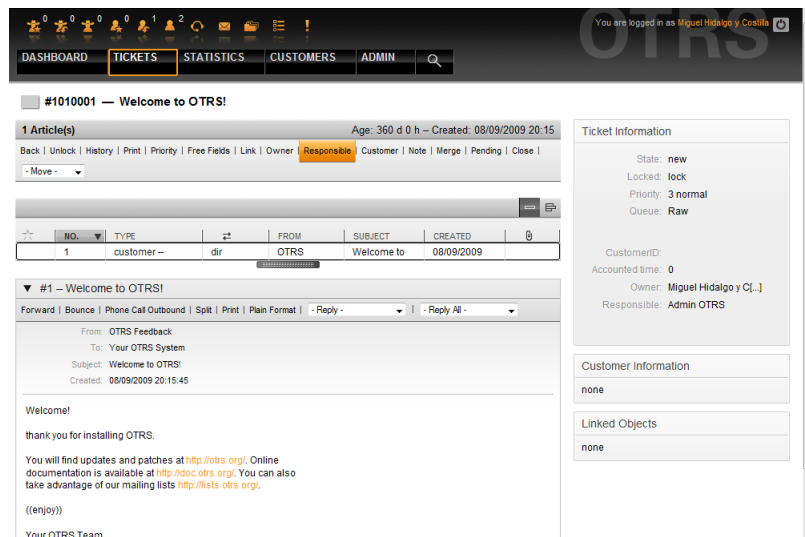 0 0 0 0 1 2
You are logged in as Miguel Hidalgo y Costilla
OTRS
DASHBOARD TICKETS STATISTICS CUSTOMERS ADMIN
#1010001 — Welcome to OTRS!
1 Article(s) Age: 360 d 0 h – Created: 08/09/2009 20:15
Back | Unlock | History | Print | Priority | Free Fields | Link | Owner | Responsible | Customer | Note | Merge | Pending | Close |
- Move -
NO. ▼ TYPE ⇄ FROM SUBJECT CREATED
1 customer – dir OTRS Welcome to 08/09/2009
▼ #1 – Welcome to OTRS!
Forward | Bounce | Phone Call Outbound | Split | Print | Plain Format | - Reply - | - Reply All -
From: OTRS Feedback
To: Your OTRS System
Subject: Welcome to OTRS!
Created: 08/09/2009 20:15:45
Welcome!
thank you for installing OTRS.
You will find updates and patches at http://otrs.org/. Online
documentation is available at http://doc.otrs.org/. You can also
take advantage of our mailing lists http://lists.otrs.org/.
((enjoy))
Your OTRS Team
Ticket Information
State: new
Locked: lock
Priority: 3 normal
Queue: Raw
CustomerID:
Accounted time: 0
Owner: Miguel Hidalgo y C[...]
Responsible: Admin OTRS
Customer Information
none
Linked Objects
none